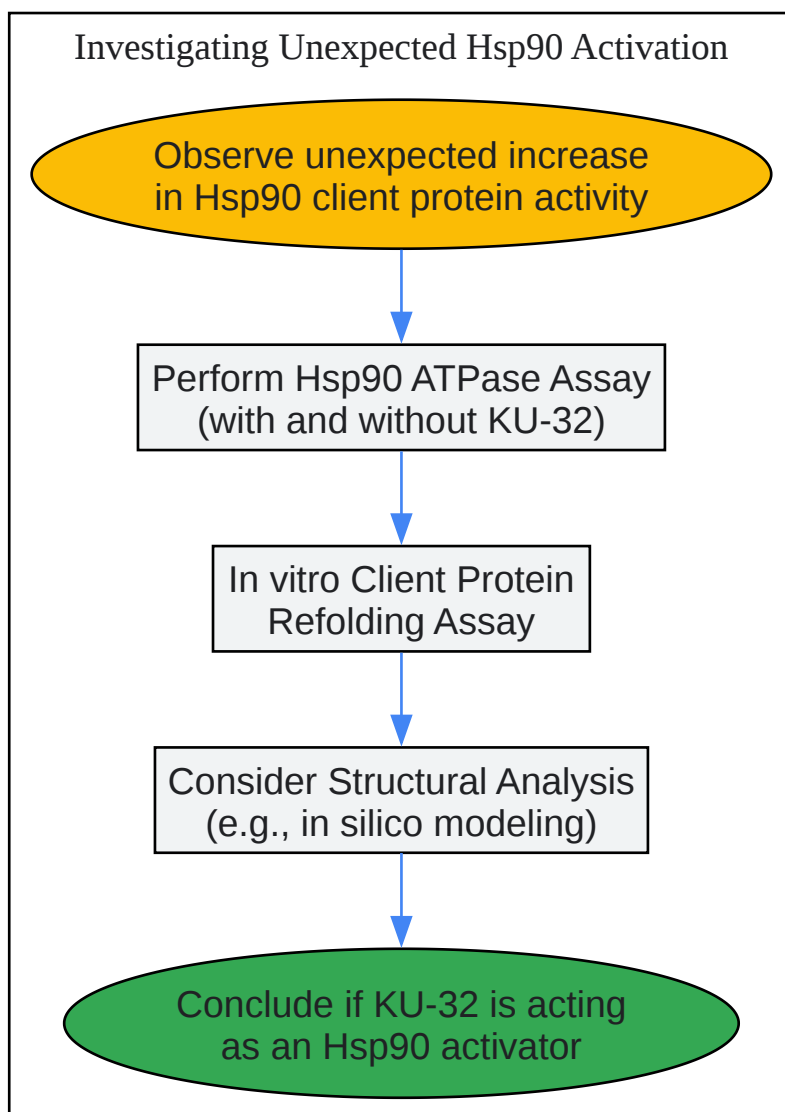 Investigating Unexpected Hsp90 Activation
Observe unexpected increase
in Hsp90 client protein activity
Perform Hsp90 ATPase Assay
(with and without KU-32)
In vitro Client Protein
Refolding Assay
Consider Structural Analysis
(e.g., in silico modeling)
Conclude if KU-32 is acting
as an Hsp90 activator